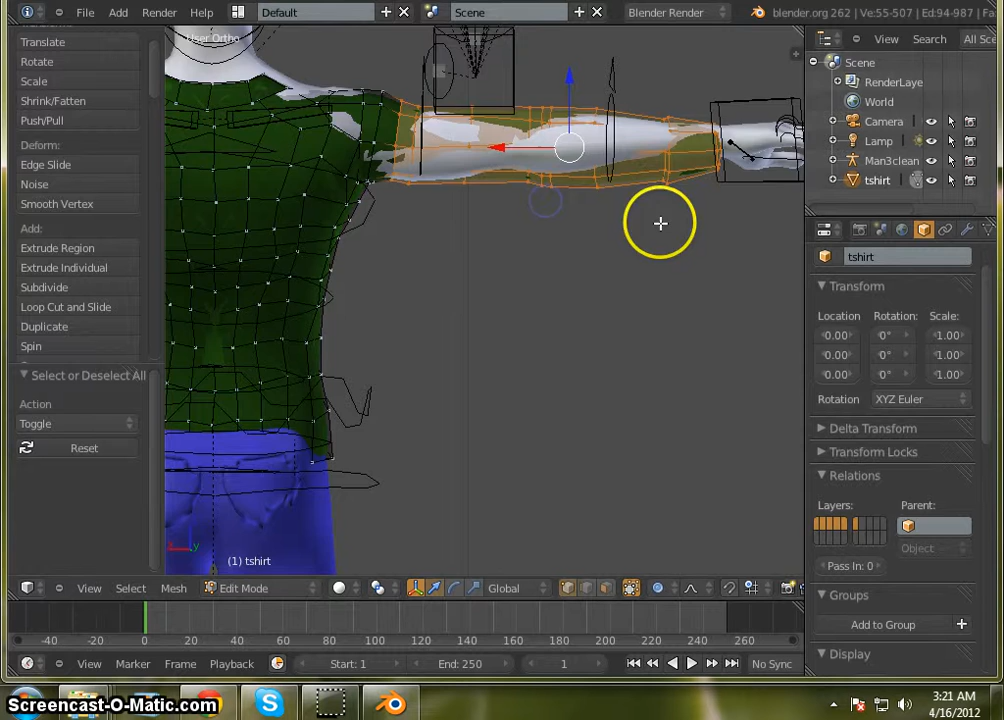 File Add Render Help Default Scene Blender Render blender.org 262 | Ve:55-507 | Ed:94-987 |
View Search All Sc
Translate
Rotate
Scale
Shrink/Fatten
Push/Pull
Deform:
Edge Slide
Noise
Smooth Vertex
Add:
Extrude Region
Extrude Individual
Subdivide
Loop Cut and Slide
Duplicate
Spin
Select or Deselect All
Action
Toggle
Reset
User Ortho
(1) tshirt
Scene
RenderLaye
World
Camera
Lamp
Man3clean
tshirt
tshirt
Transform
Location Rotation: Scale:
0.00 0° 1.00
0.00 0° 1.00
0.00 0° 1.00
Rotation XYZ Euler
Delta Transform
Transform Locks
Relations
Layers: Parent:
Object
Pass In: 0
Groups
Add to Group
Display
View Select Mesh Edit Mode Global
-40 -20 0 20 40 60 80 100 120 140 160 180 200 220 240 260
View Marker Frame Playback Start: 1 End: 250 1 No Sync
Screencast-O-Matic.com
3:21 AM
4/16/2012